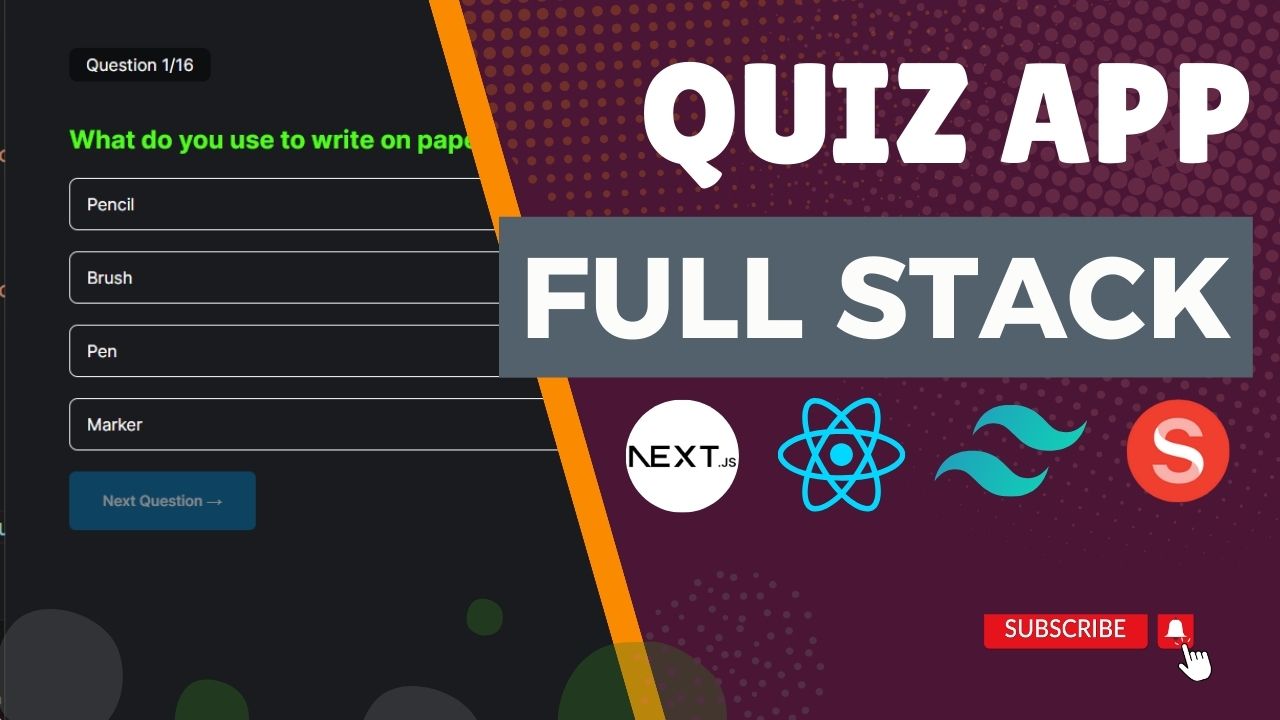 Question 1/16
What do you use to write on pape
Pencil
Brush
Pen
Marker
Next Question →
QUIZ APP
FULL STACK
NEXT.JS
S
SUBSCRIBE